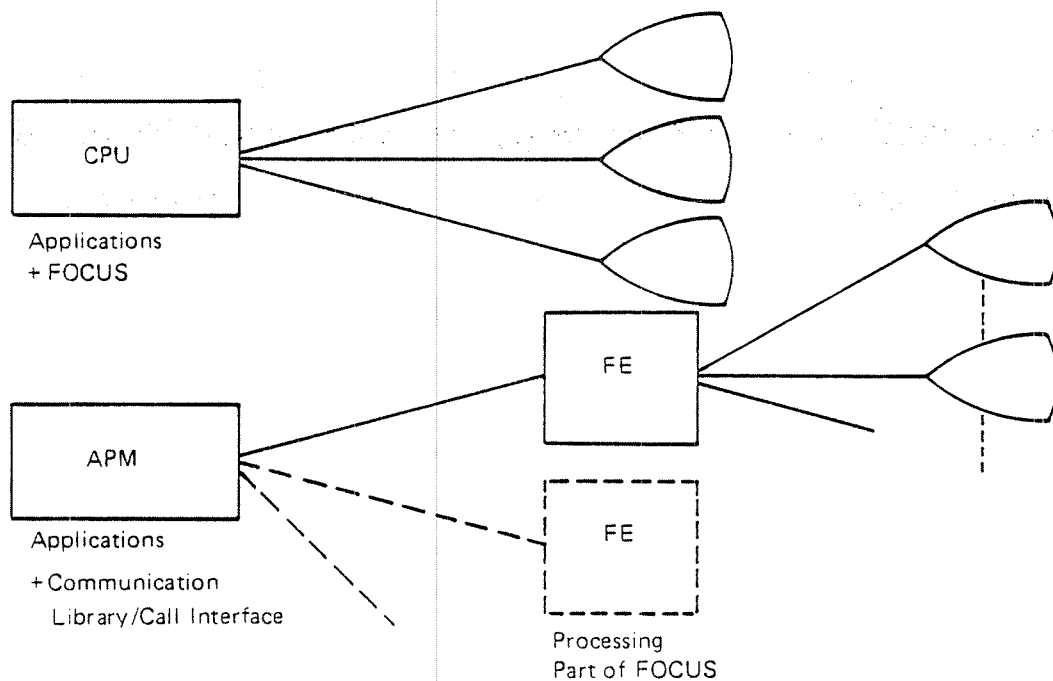 CPU
Applications
+ FOCUS
FE
APM
FE
Applications
+ Communication
Library/Call Interface
Processing
Part of FOCUS